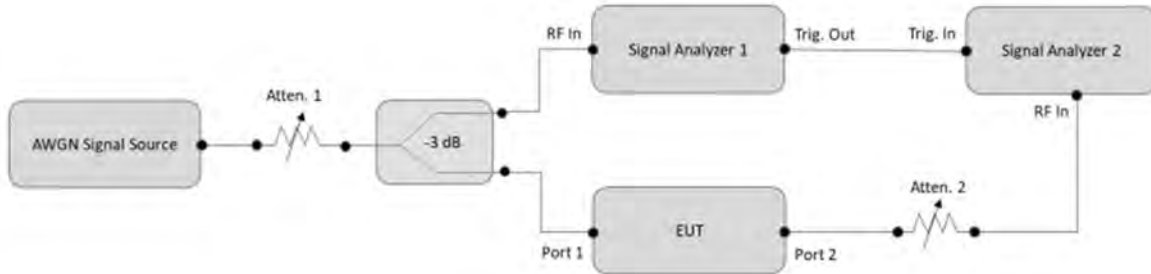 RF In
Signal Analyzer 1
Trig. Out
Trig. In
Signal Analyzer 2
RF In
AWGN Signal Source
Atten. 1
-3 dB
Port 1
EUT
Port 2
Atten. 2